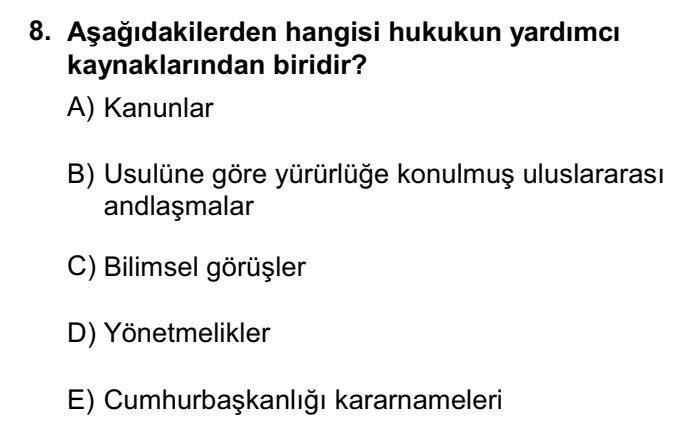 8. Aşağıdakilerden hangisi hukukun yardımcı
kaynaklarından biridir?
A) Kanunlar
B) Usulüne göre yürürlüğe konulmuş uluslararası
andlaşmalar
C) Bilimsel görüşler
D) Yönetmelikler
E) Cumhurbaşkanlığı kararnameleri